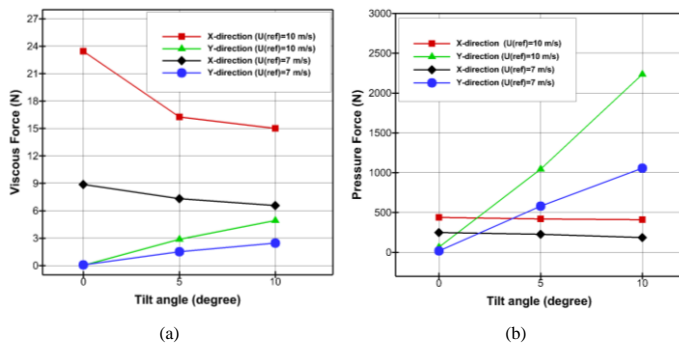 27
24
21
18
15
12
9
6
3
0
Viscous Force (N)
X-direction (U(ref)=10 m/s)
Y-direction (U(ref)=10 m/s)
X-direction (U(ref)=7 m/s)
Y-direction (U(ref)=7 m/s)
0 5 10
Tilt angle (degree)
(a)
3000
2500
2000
1500
1000
500
0
Pressure Force (N)
X-direction (U(ref)=10 m/s)
Y-direction (U(ref)=10 m/s)
X-direction (U(ref)=7 m/s)
Y-direction (U(ref)=7 m/s)
0 5 10
Tilt angle (degree)
(b)